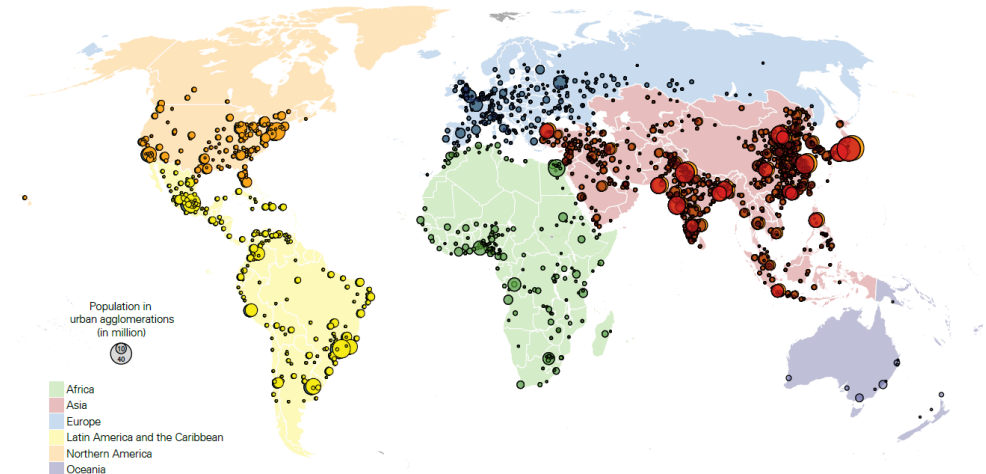 Population in
urban agglomerations
(in million)
10
40
Africa
Asia
Europe
Latin America and the Caribbean
Northern America
Oceania